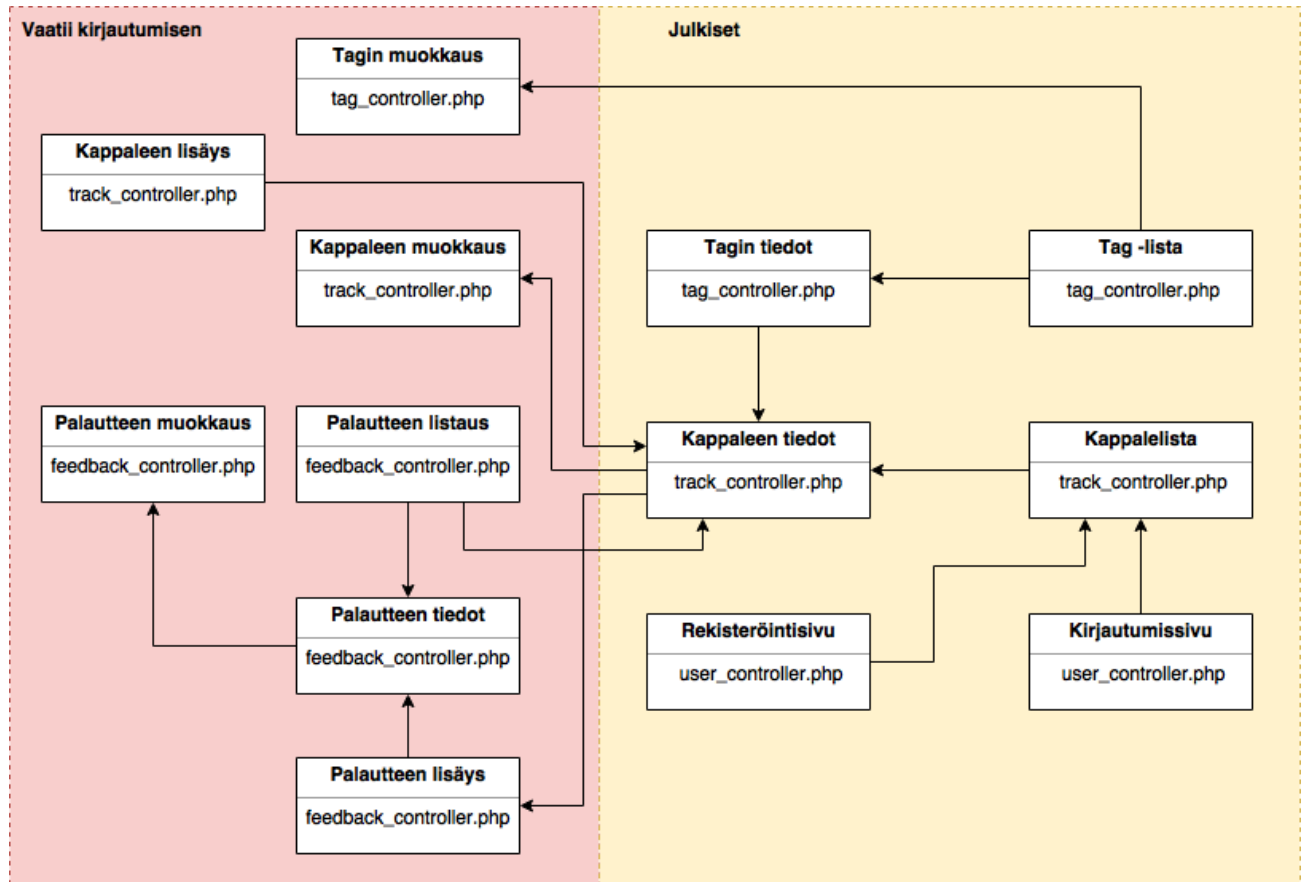 Vaatii kirjautumisen
Julkiset
Tagin muokkaus
tag_controller.php
Kappaleen lisäys
track_controller.php
Kappaleen muokkaus
track_controller.php
Tagin tiedot
tag_controller.php
Tag -lista
tag_controller.php
Palautteen muokkaus
feedback_controller.php
Palautteen listaus
feedback_controller.php
Kappaleen tiedot
track_controller.php
Kappalelista
track_controller.php
Palautteen tiedot
feedback_controller.php
Rekisteröintisivu
user_controller.php
Kirjautumissivu
user_controller.php
Palautteen lisäys
feedback_controller.php